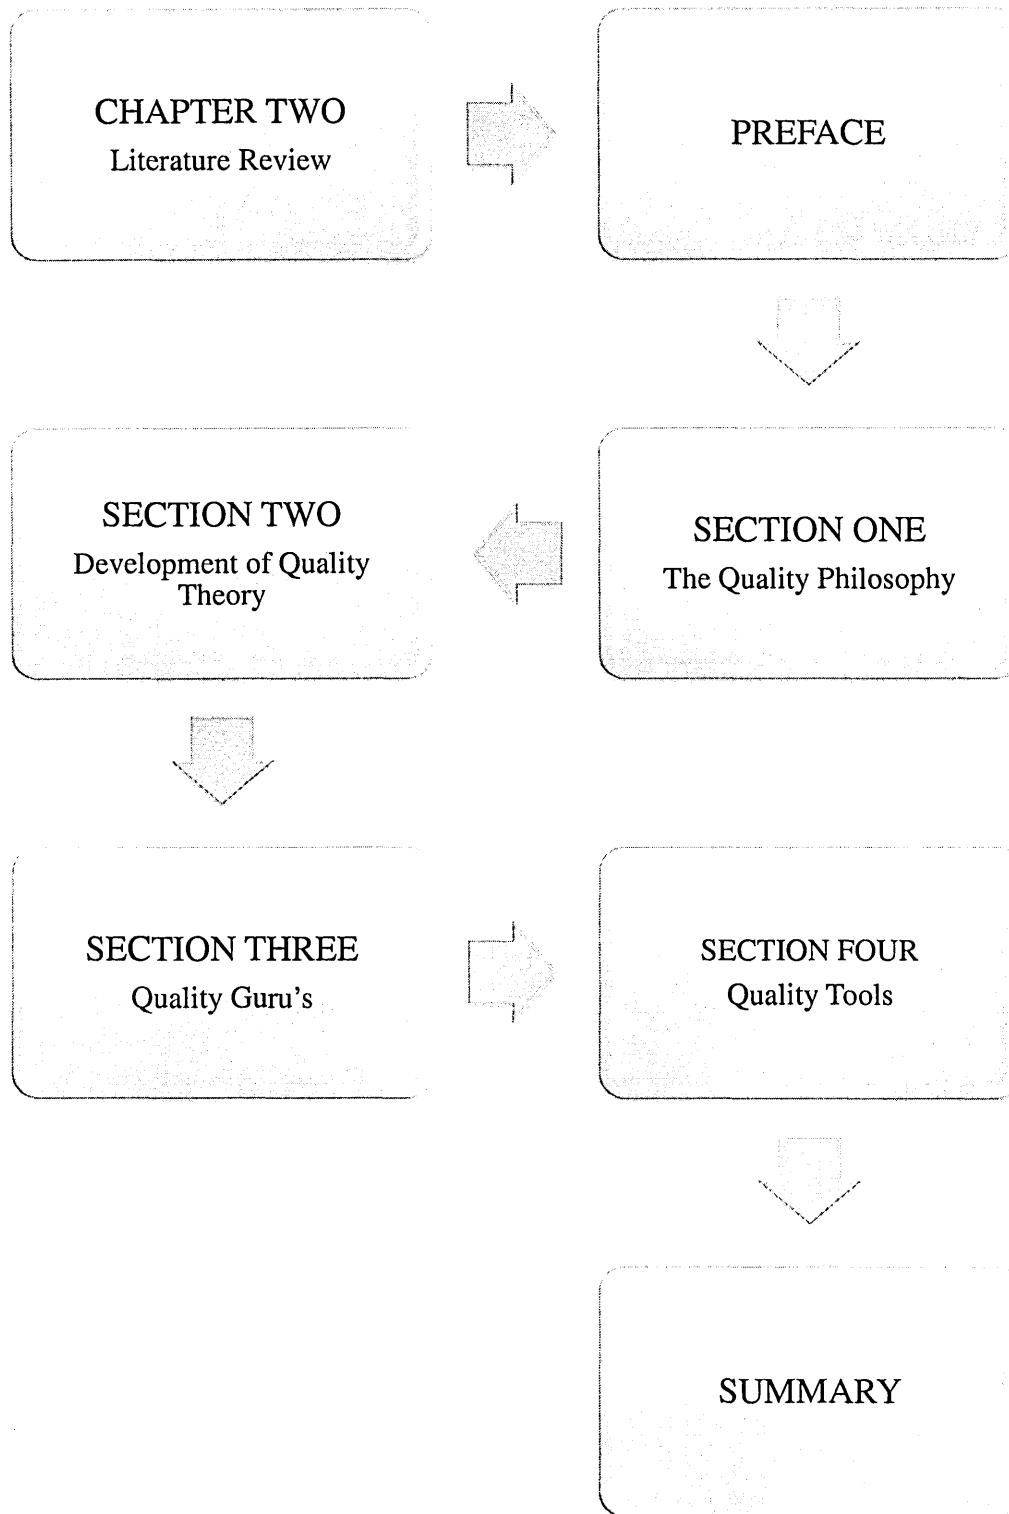 CHAPTER TWO
Literature Review
PREFACE
SECTION ONE
The Quality Philosophy
SECTION TWO
Development of Quality
Theory
SECTION THREE
Quality Guru's
SECTION FOUR
Quality Tools
SUMMARY